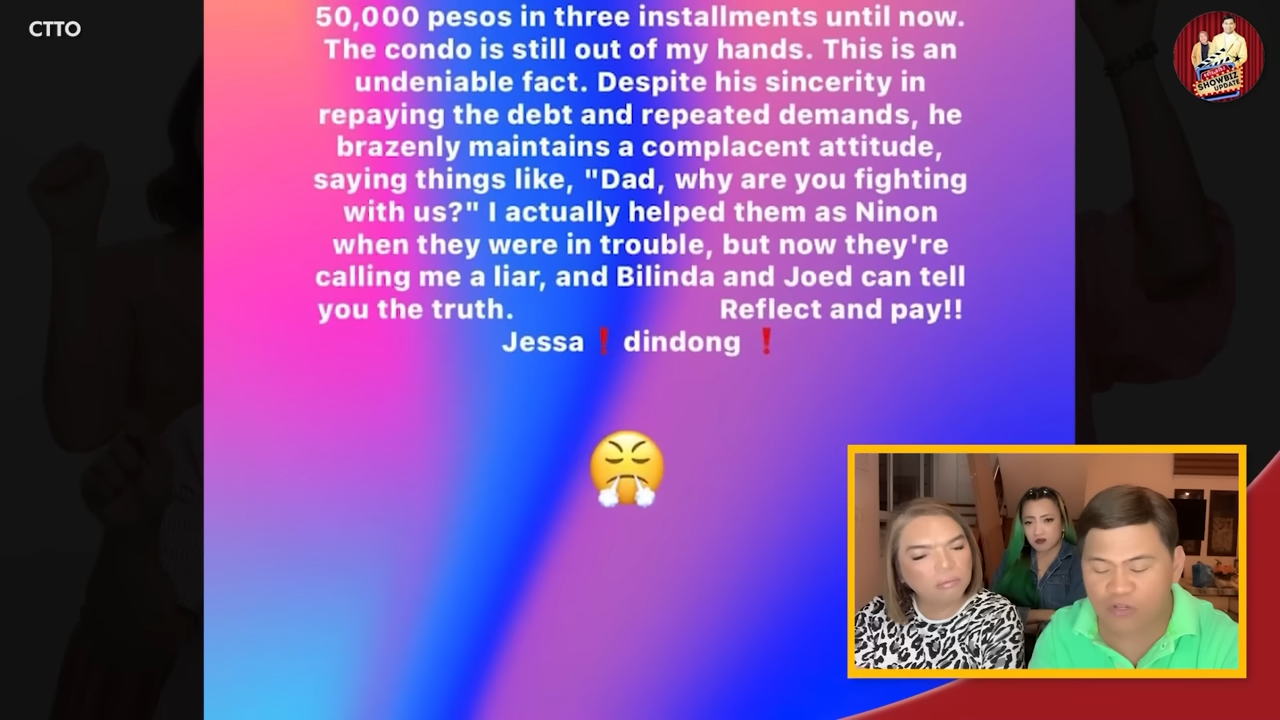 CTTO
50,000 pesos in three installments until now.
The condo is still out of my hands. This is an
undeniable fact. Despite his sincerity in
repaying the debt and repeated demands, he
brazenly maintains a complacent attitude,
saying things like, "Dad, why are you fighting
with us?" I actually helped them as Ninon
when they were in trouble, but now they're
calling me a liar, and Bilinda and Joed can tell
you the truth. Reflect and pay!!
Jessa❗dindong❗
SHOWBIZ
UPDATE